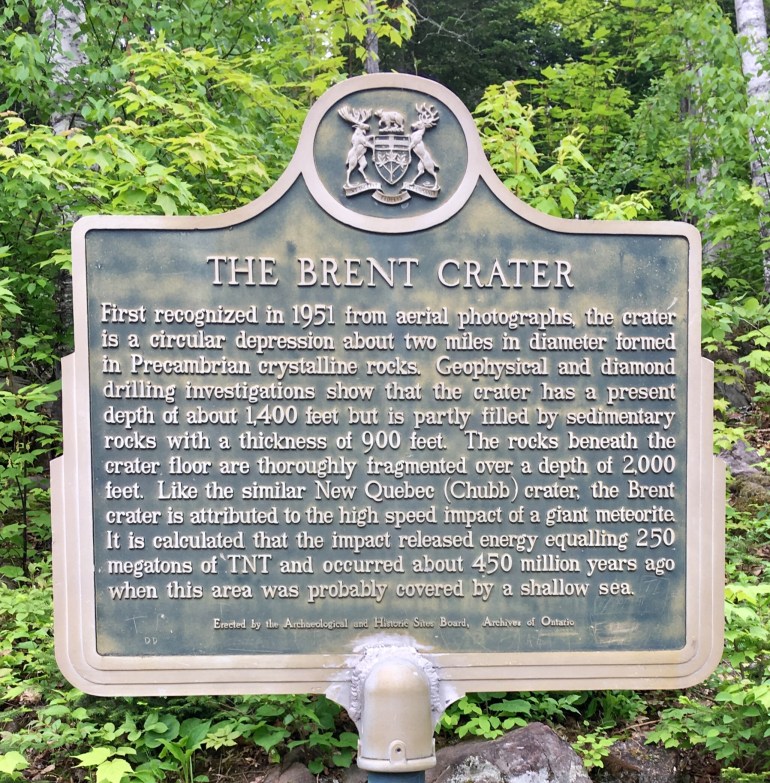 THE BRENT CRATER
First recognized in 1951 from aerial photographs, the crater
is a circular depression about two miles in diameter formed
in Precambrian crystalline rocks. Geophysical and diamond
drilling investigations show that the crater has a present
depth of about 1,400 feet but is partly filled by sedimentary
rocks with a thickness of 900 feet. The rocks beneath the
crater floor are thoroughly fragmented over a depth of 2,000
feet. Like the similar New Quebec (Chubb) crater, the Brent
crater is attributed to the high speed impact of a giant meteorite.
It is calculated that the impact released energy equalling 250
megatons of TNT and occurred about 450 million years ago
when this area was probably covered by a shallow sea.
Erected by the Archaeological and Historic Sites Board, Archives of Ontario